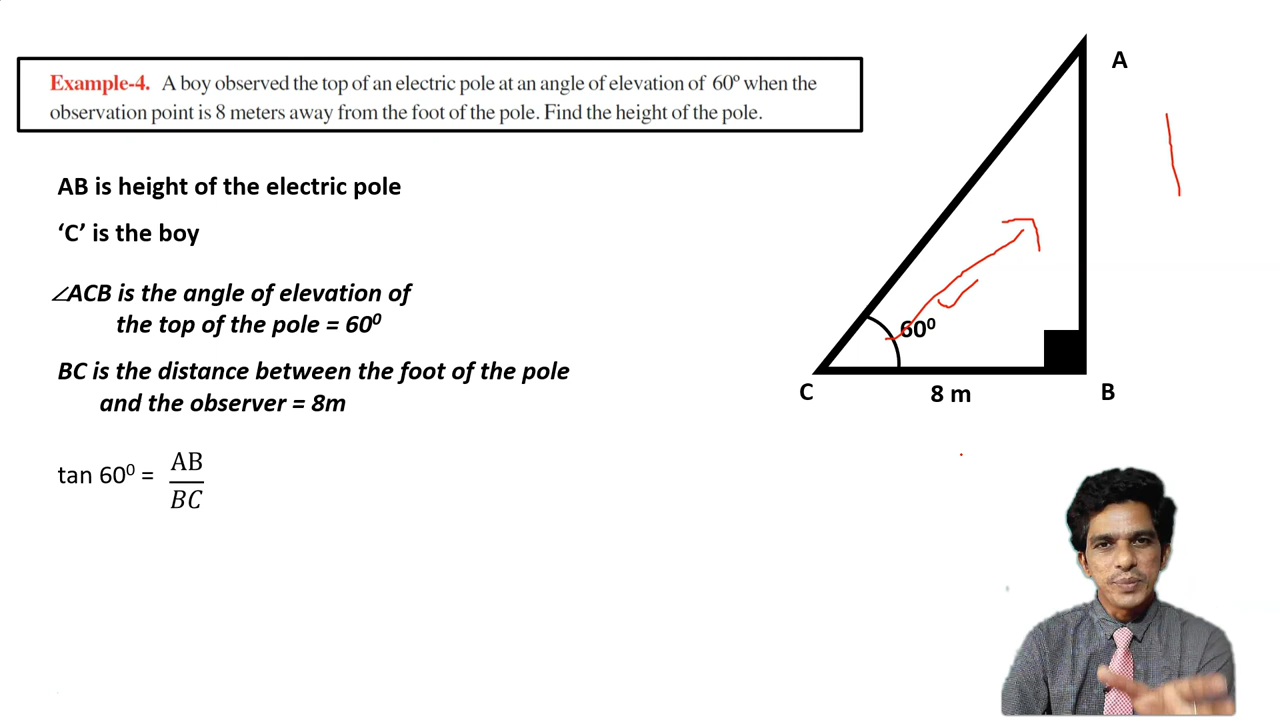 Example-4. A boy observed the top of an electric pole at an angle of elevation of 60º when the
observation point is 8 meters away from the foot of the pole. Find the height of the pole.
AB is height of the electric pole
‘C’ is the boy
∠ACB is the angle of elevation of
the top of the pole = 60⁰
BC is the distance between the foot of the pole
and the observer = 8m
tan 60⁰ = AB
BC
A
60⁰
C
8 m
B